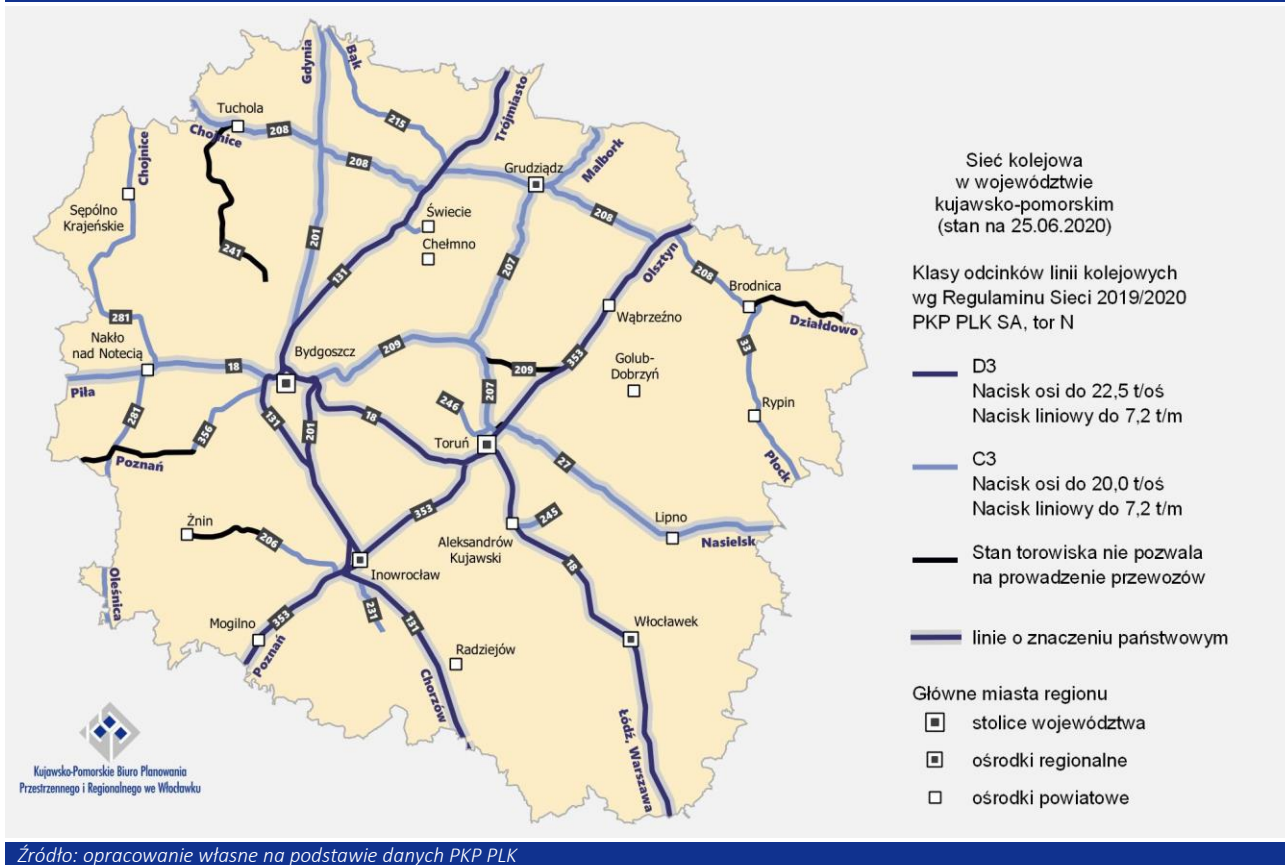 Gdynia
Bąk
Trójmiasto
Tuchola
Chojnice
208
215
Chojnice
208
Grudziądz
Malbork
Sępólno
Krajeńskie
Świecie
208
Chełmno
241
201
207
Olsztyn
208
131
Brodnica
Działdowo
281
Wąbrzeźno
Nakło
nad Notecią
Bydgoszcz
209
33
18
353
Golub-
Dobrzyń
209
Piła
207
281
246
Rypin
356
131
201
18
Toruń
Poznań
27
Płock
353
Żnin
245
Lipno
206
Aleksandrów
Kujawski
Nasielsk
Inowrocław
18
Oleśnica
231
Mogilno
353
131
Włocławek
Poznań
Radziejów
Chorzów
Łódź, Warszawa
Kujawsko-Pomorskie Biuro Planowania
Przestrzennego i Regionalnego we Włocławku
Sieć kolejowa
w województwie
kujawsko-pomorskim
(stan na 25.06.2020)
Klasy odcinków linii kolejowych
wg Regulaminu Sieci 2019/2020
PKP PLK SA, tor N
D3
Nacisk osi do 22,5 t/oś
Nacisk liniowy do 7,2 t/m
C3
Nacisk osi do 20,0 t/oś
Nacisk liniowy do 7,2 t/m
Stan torowiska nie pozwala
na prowadzenie przewozów
linie o znaczeniu państwowym
Główne miasta regionu
stolice województwa
ośrodki regionalne
ośrodki powiatowe
Źródło: opracowanie własne na podstawie danych PKP PLK